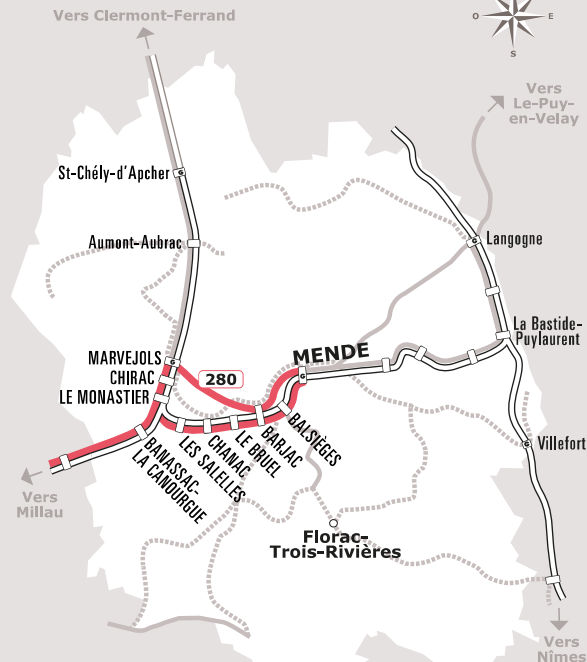 Vers Clermont-Ferrand
O
E
S
Vers
Le-Puy-
en-Velay
St-Chély-d'Apcher
Aumont-Aubrac
Langogne
La Bastide-
Puylaurent
MARVEJOLS
CHIRAC
LE MONASTIER
280
MENDE
BALSIÈGES
BARJAC
LE BRUEL
CHANAC
LES SALELLES
BANASSAC-
LA CANOURGUE
Villefort
Vers
Millau
Florac-
Trois-Rivières
Vers
Nîmes